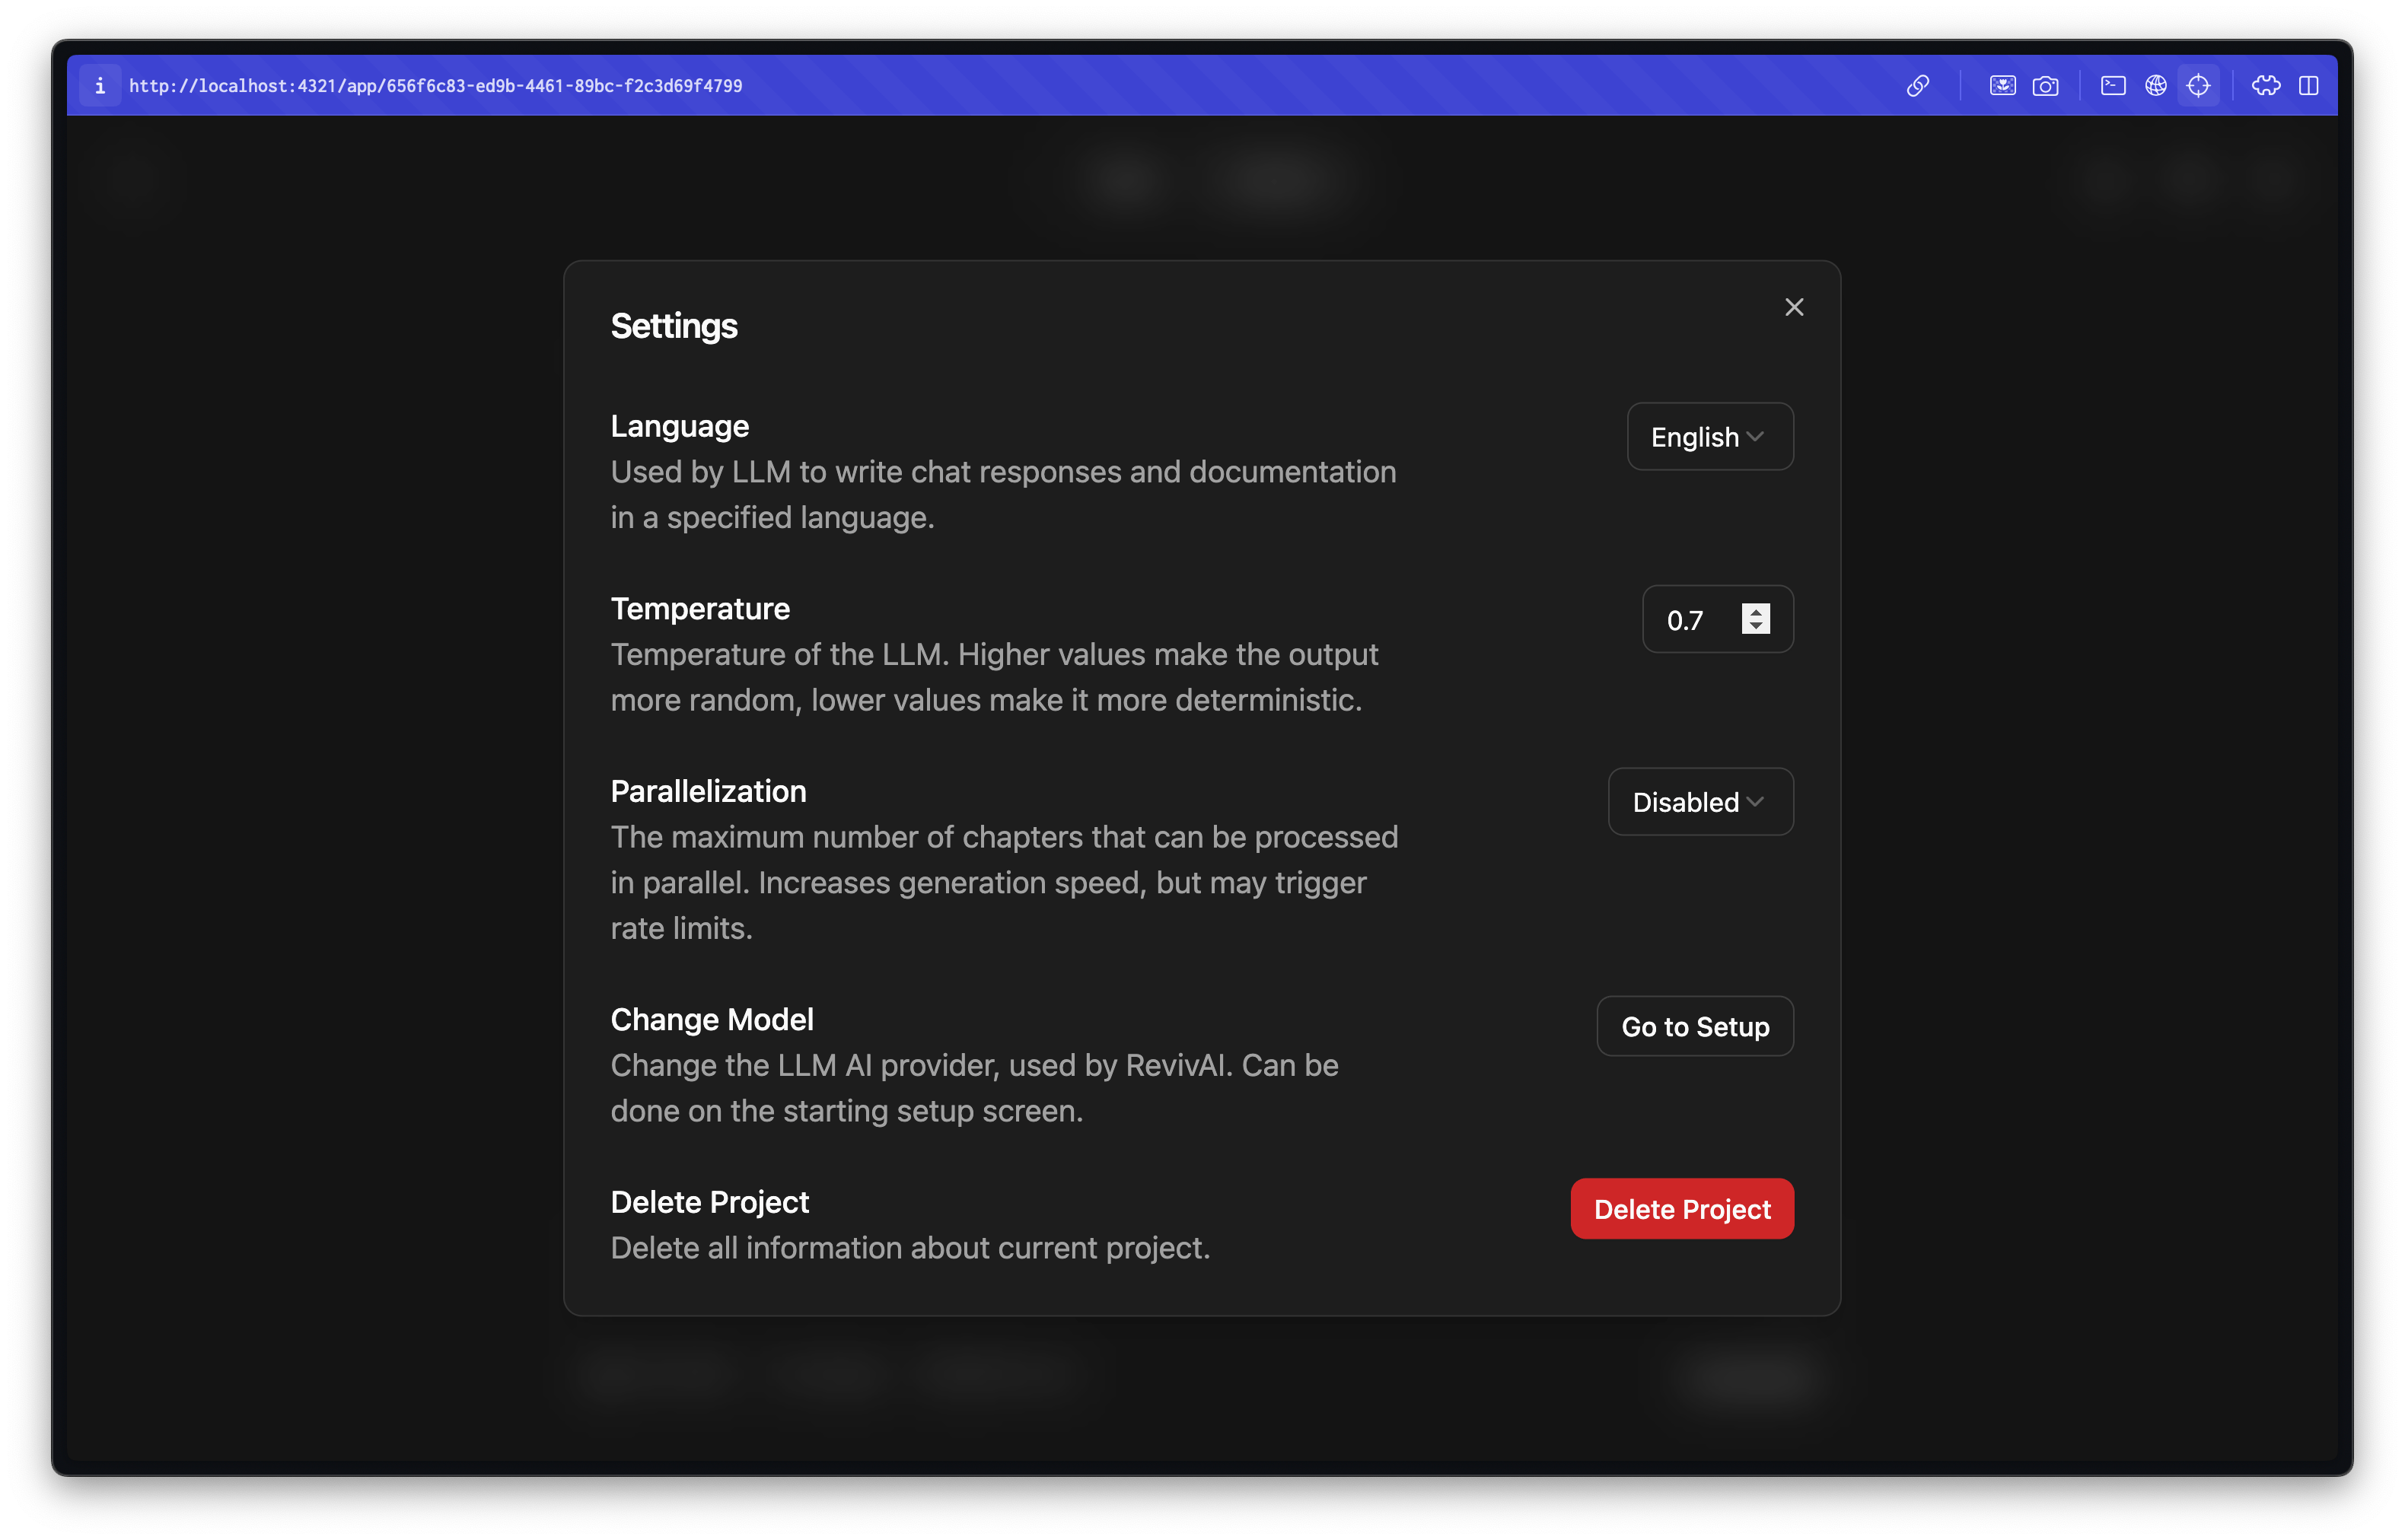 i http://localhost:4321/app/656f6c83-ed9b-4461-89bc-f2c3d69f4799
Settings
Language
English
Used by LLM to write chat responses and documentation
in a specified language.
Temperature
0.7
Temperature of the LLM. Higher values make the output
more random, lower values make it more deterministic.
Parallelization
Disabled
The maximum number of chapters that can be processed
in parallel. Increases generation speed, but may trigger
rate limits.
Change Model
Go to Setup
Change the LLM AI provider, used by RevivAI. Can be
done on the starting setup screen.
Delete Project
Delete Project
Delete all information about current project.